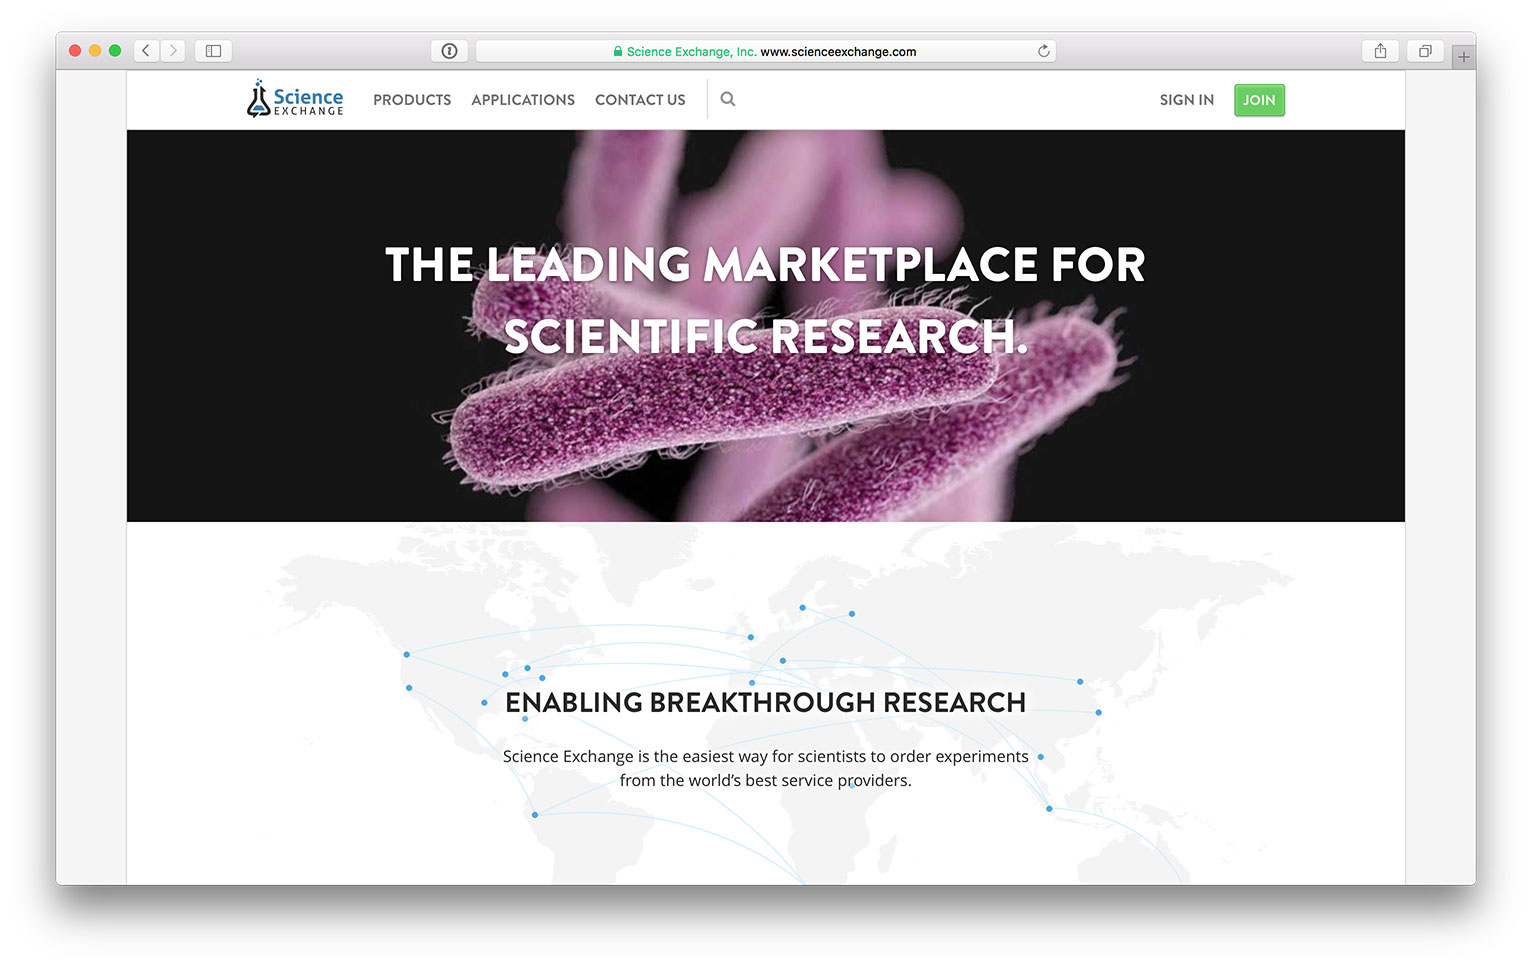 Science Exchange, Inc. www.scienceexchange.com
Science
EXCHANGE
PRODUCTS APPLICATIONS CONTACT US SIGN IN JOIN
THE LEADING MARKETPLACE FOR
SCIENTIFIC RESEARCH.
ENABLING BREAKTHROUGH RESEARCH
Science Exchange is the easiest way for scientists to order experiments
from the world’s best service providers.